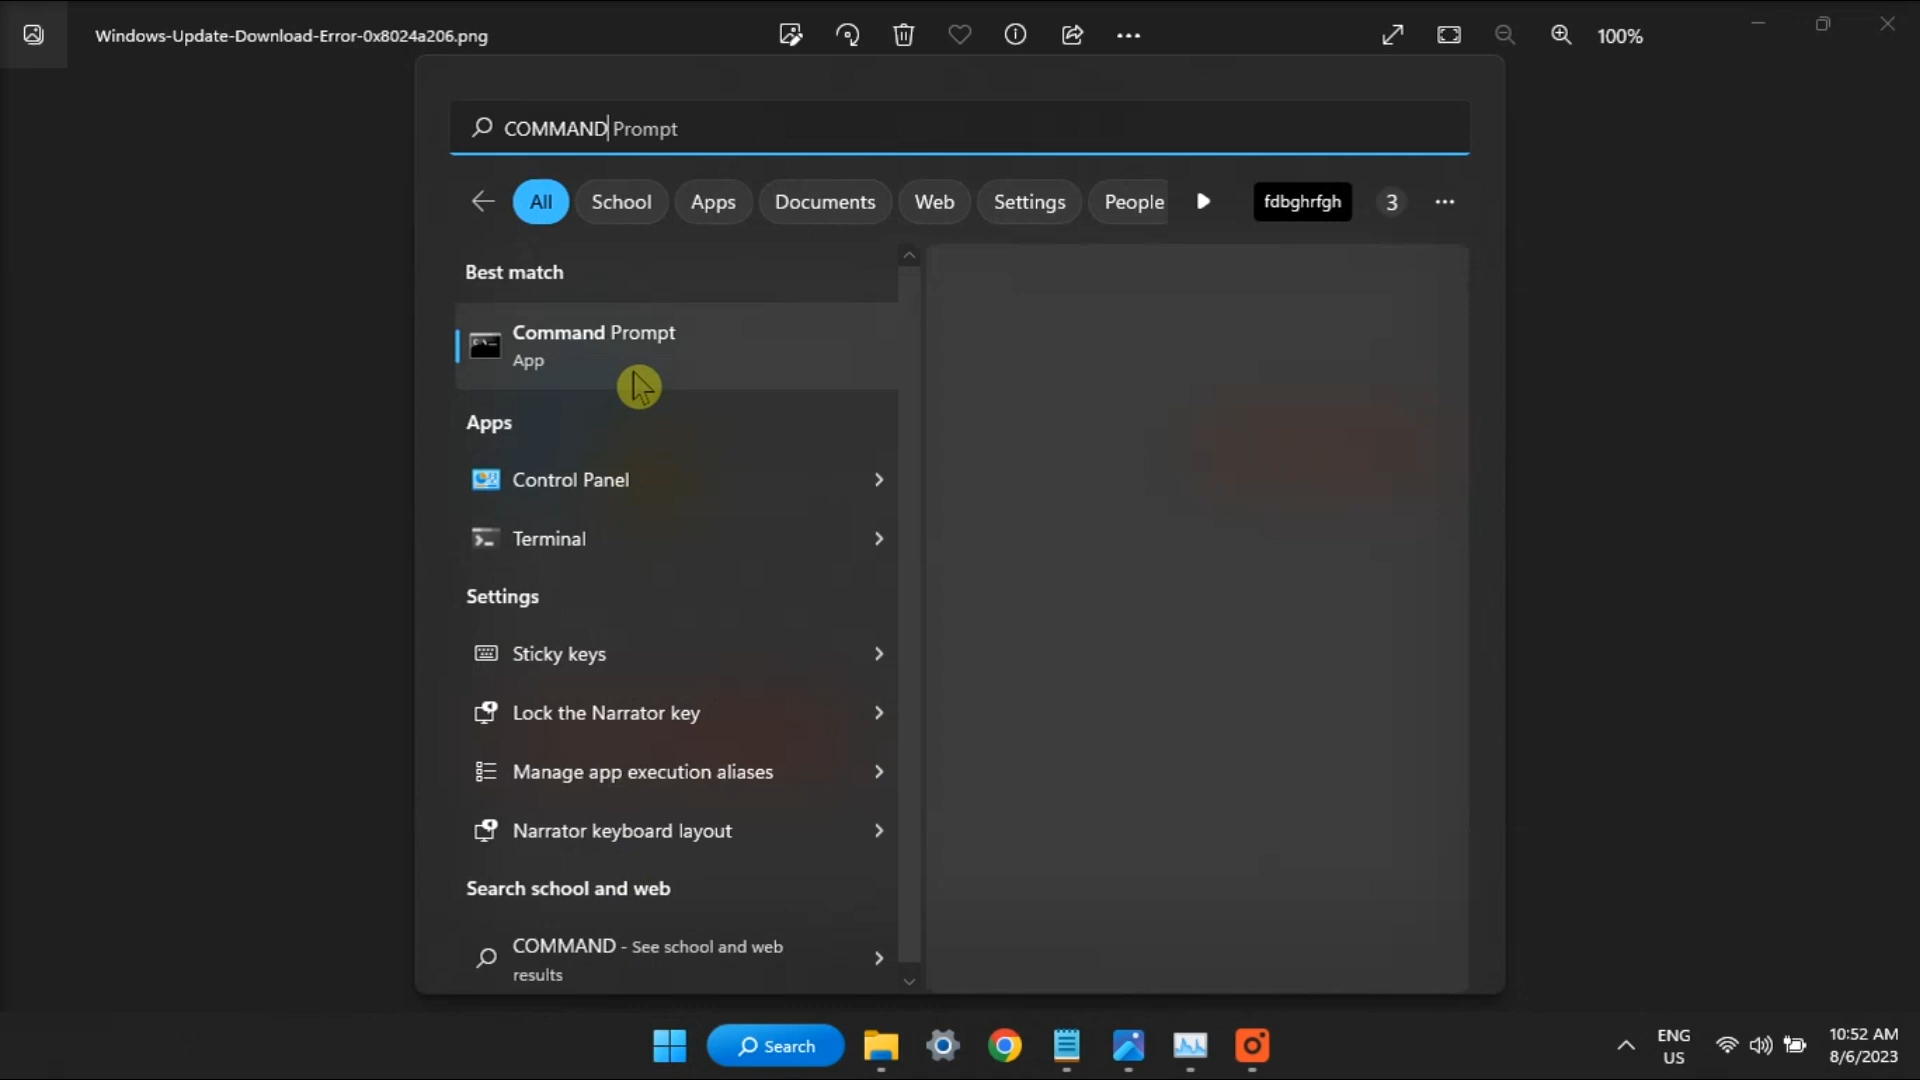 Windows-Update-Download-Error-0x8024a206.png
100%
COMMAND Prompt
All
School
Apps
Documents
Web
Settings
People
fdbghrfgh
3
Best match
Command Prompt
App
Apps
Control Panel
Terminal
Settings
Sticky keys
Lock the Narrator key
Manage app execution aliases
Narrator keyboard layout
Search school and web
COMMAND - See school and web
results
Search
ENG
US
10:52 AM
8/6/2023